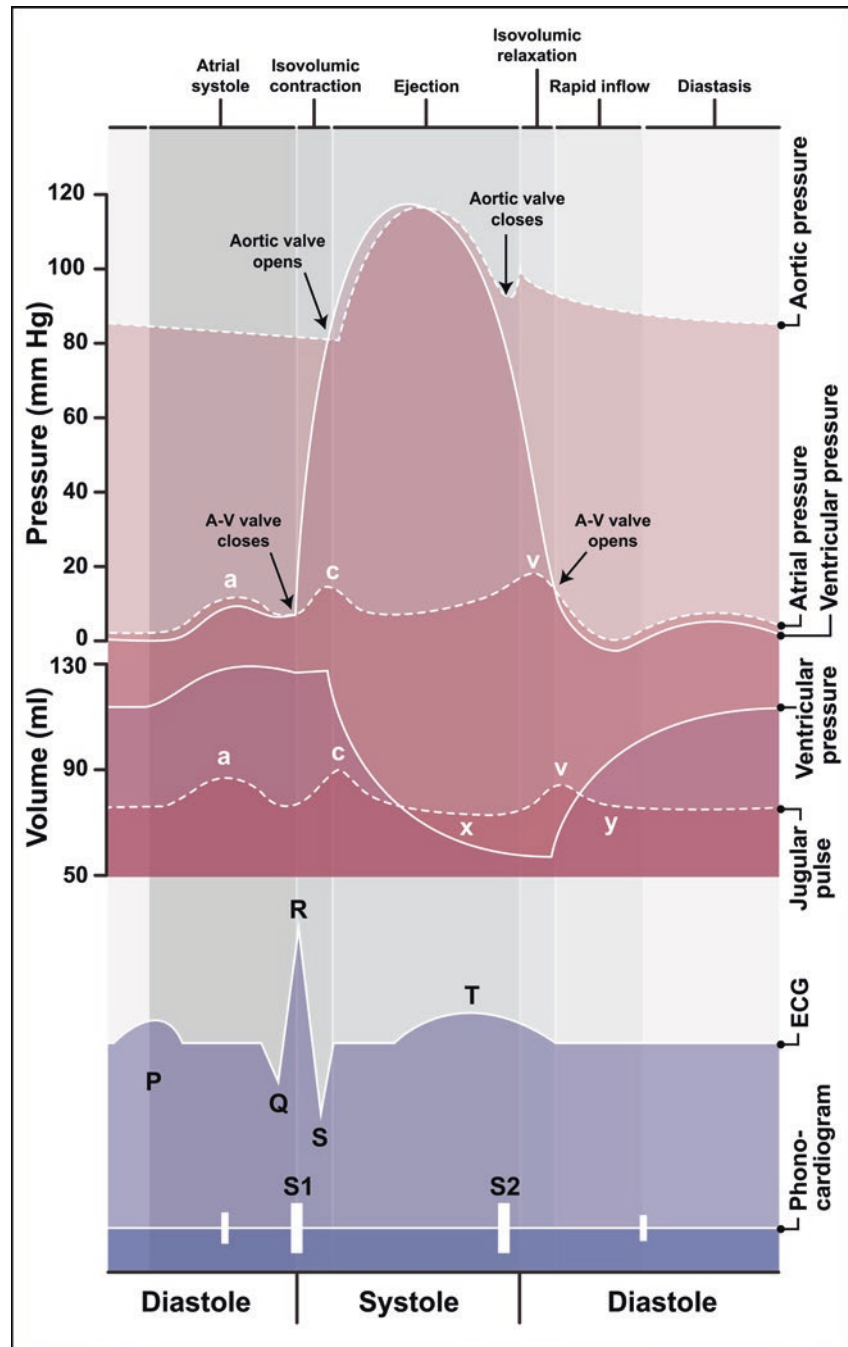 Isovolumic
relaxation
Atrial
systole
Isovolumic
contraction
Ejection
Rapid inflow
Diastasis
120
100
80
60
40
20
0
Pressure (mm Hg)
Aortic valve
opens
Aortic valve
closes
A-V valve
closes
A-V valve
opens
a
c
v
Aortic pressure
Atrial pressure
Ventricular pressure
130
90
50
Volume (ml)
a
c
v
x
y
Ventricular
pressure
Jugular
pulse
R
T
P
Q
S
ECG
S1
S2
Phono-
cardiogram
Diastole
Systole
Diastole